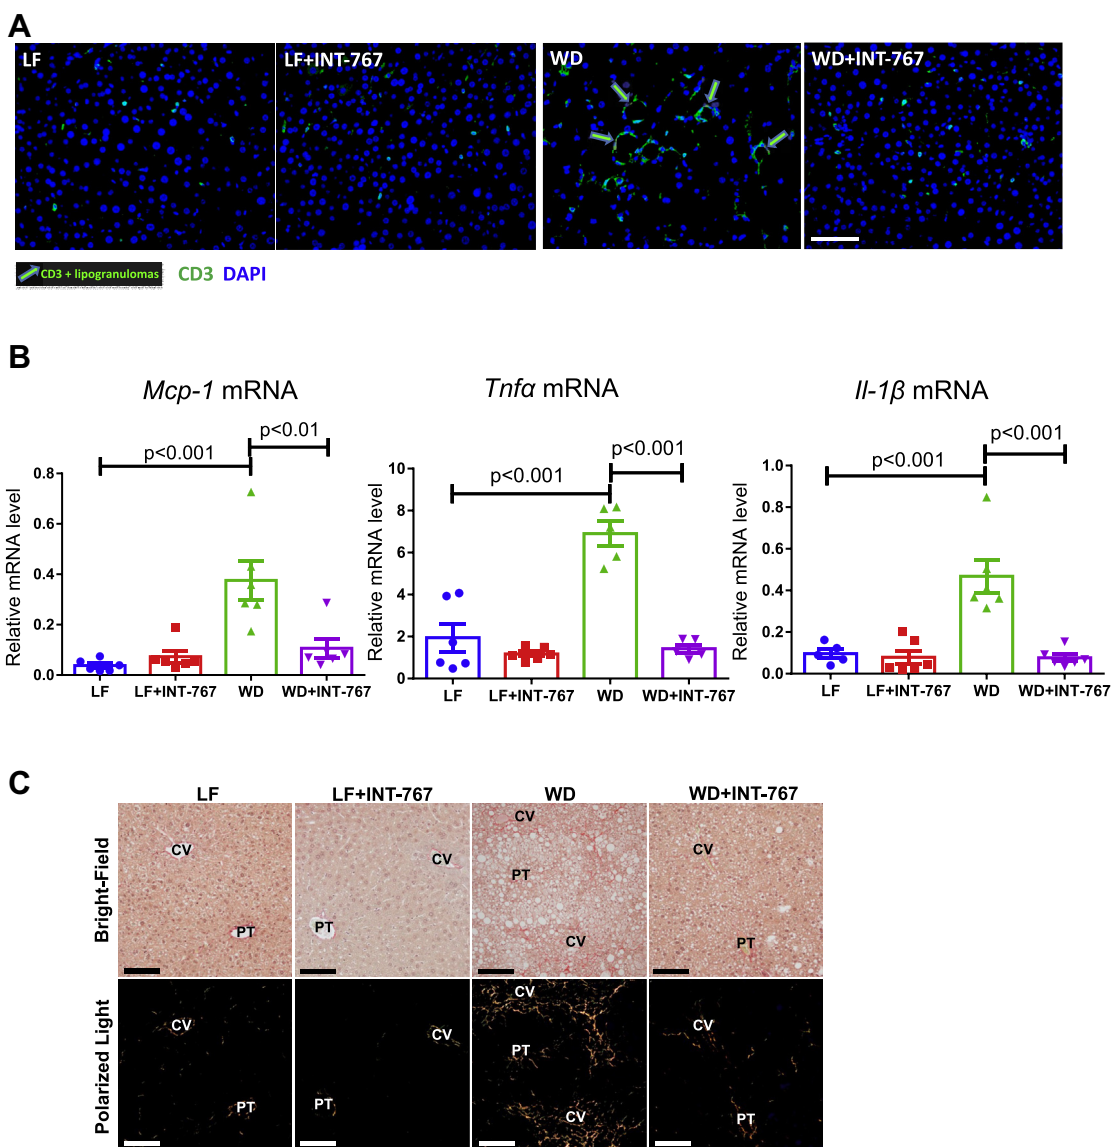 A
LF
LF+INT-767
WD
WD+INT-767
CD3 + lipogranulomas
CD3 DAPI
B
Mcp-1 mRNA
Tnfα mRNA
Il-1β mRNA
p<0.001
p<0.01
Relative mRNA level
0.8
0.6
0.4
0.2
0.0
LF
LF+INT-767
WD
WD+INT-767
p<0.001
p<0.001
Relative mRNA level
10
8
6
4
2
0
LF
LF+INT-767
WD
WD+INT-767
p<0.001
p<0.001
Relative mRNA level
1.0
0.8
0.6
0.4
0.2
0.0
LF
LF+INT-767
WD
WD+INT-767
C
LF
LF+INT-767
WD
WD+INT-767
Bright-Field
CV
PT
CV
PT
CV
PT
CV
CV
PT
Polarized Light
CV
PT
CV
PT
CV
PT
CV
CV
PT